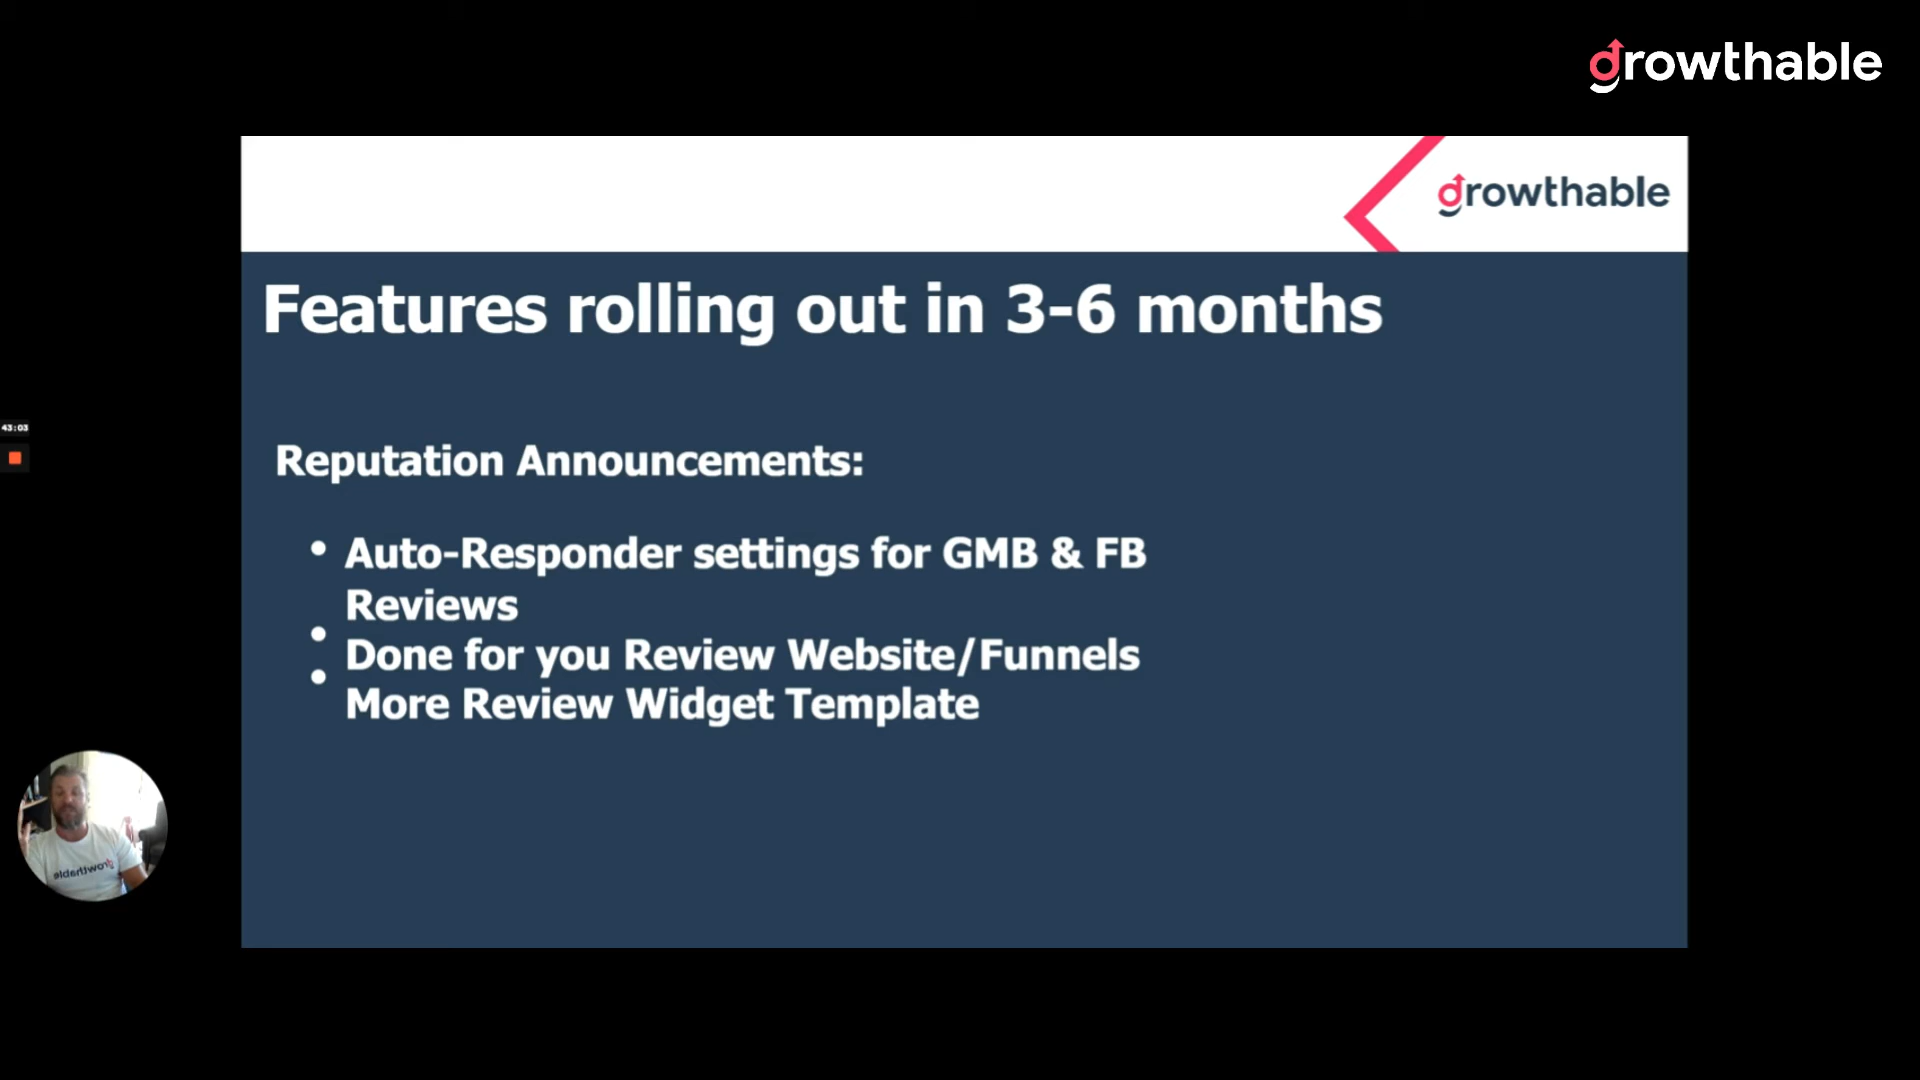 growthable
growthable
Features rolling out in 3-6 months
43:03
Reputation Announcements:
• Auto-Responder settings for GMB & FB
Reviews
• Done for you Review Website/Funnels
• More Review Widget Template
growthable